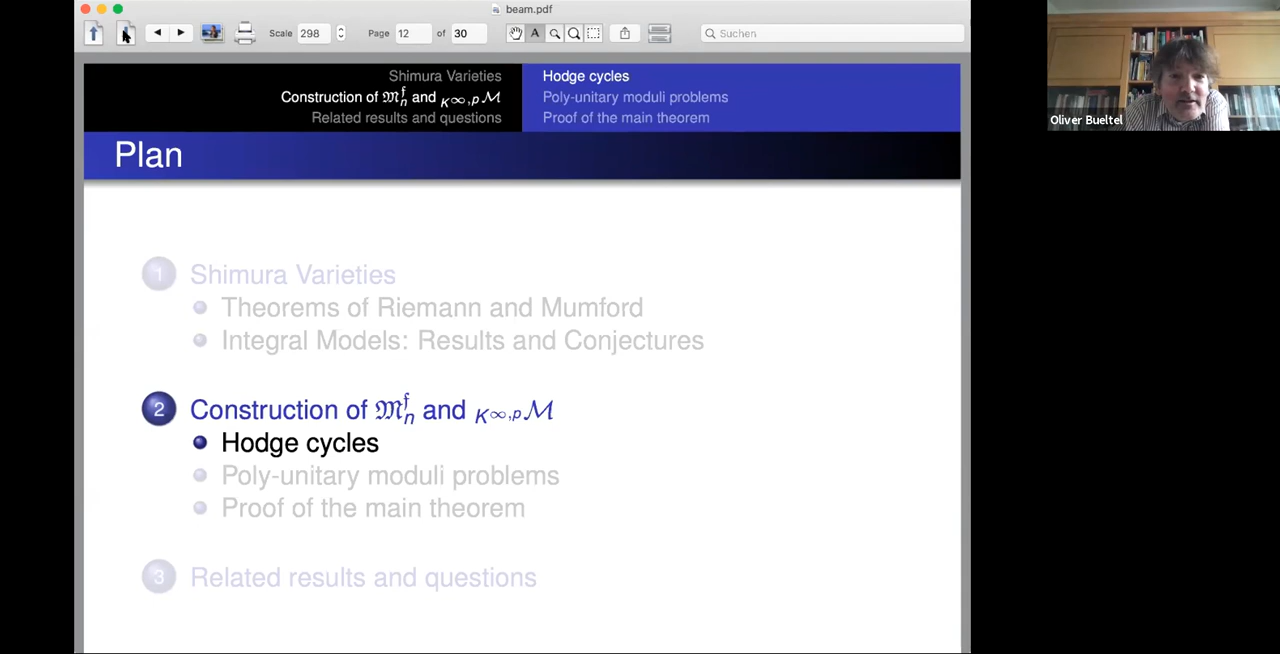 beam.pdf
Scale 298 Page 12 of 30 A Suchen
Shimura Varieties
Construction of 𝔐ₙᶠ and K∞,p ℳ
Related results and questions
Hodge cycles
Poly-unitary moduli problems
Proof of the main theorem
Plan
1 Shimura Varieties
Theorems of Riemann and Mumford
Integral Models: Results and Conjectures
2 Construction of 𝔐ₙᶠ and K∞,p ℳ
Hodge cycles
Poly-unitary moduli problems
Proof of the main theorem
3 Related results and questions
Oliver Bueltel